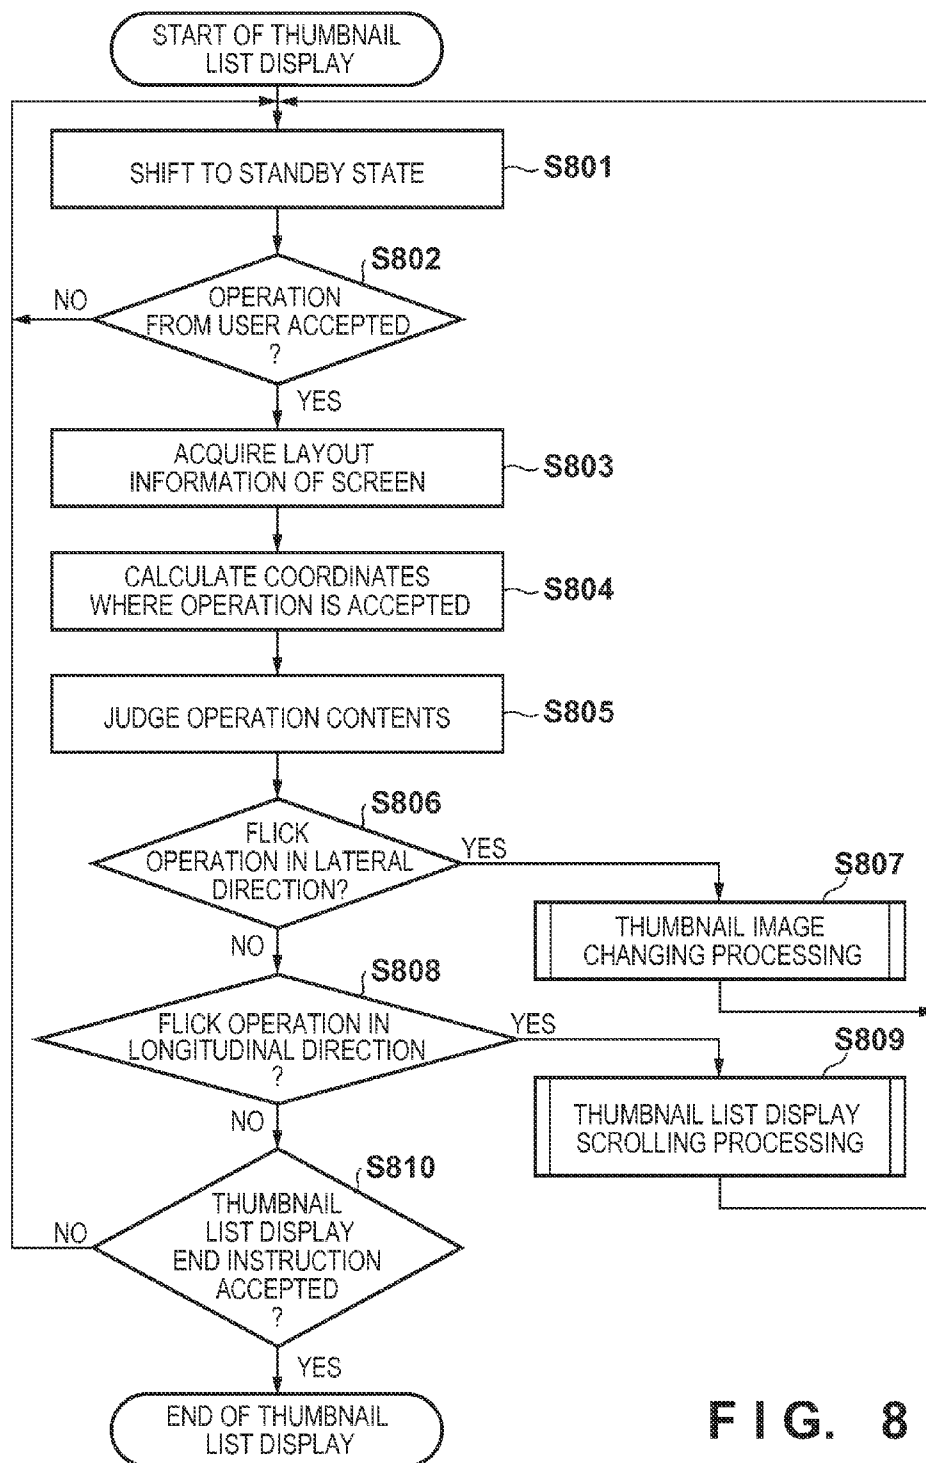 START OF THUMBNAIL
LIST DISPLAY
SHIFT TO STANDBY STATE
S801
S802
OPERATION
FROM USER ACCEPTED
?
NO
YES
ACQUIRE LAYOUT
INFORMATION OF SCREEN
S803
CALCULATE COORDINATES
WHERE OPERATION IS ACCEPTED
S804
JUDGE OPERATION CONTENTS
S805
S806
FLICK
OPERATION IN LATERAL
DIRECTION?
YES
NO
S807
THUMBNAIL IMAGE
CHANGING PROCESSING
S808
FLICK OPERATION IN
LONGITUDINAL DIRECTION
?
YES
NO
S809
THUMBNAIL LIST DISPLAY
SCROLLING PROCESSING
S810
THUMBNAIL
LIST DISPLAY
END INSTRUCTION
ACCEPTED
?
NO
YES
END OF THUMBNAIL
LIST DISPLAY
FIG. 8